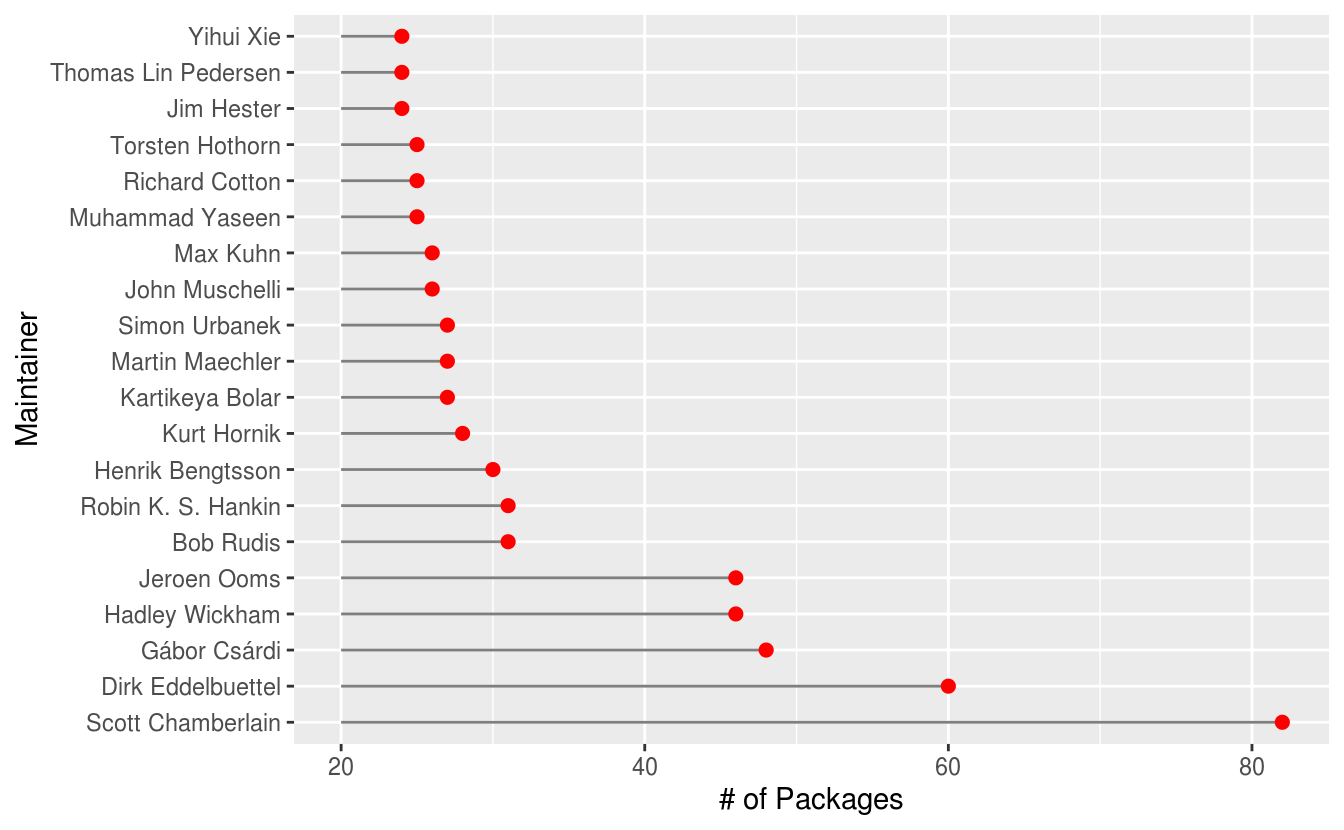 Yihui Xie
Thomas Lin Pedersen
Jim Hester
Torsten Hothorn
Richard Cotton
Muhammad Yaseen
Max Kuhn
John Muschelli
Simon Urbanek
Martin Maechler
Kartikeya Bolar
Kurt Hornik
Henrik Bengtsson
Robin K. S. Hankin
Bob Rudis
Jeroen Ooms
Hadley Wickham
Gábor Csárdi
Dirk Eddelbuettel
Scott Chamberlain
Maintainer
20 40 60 80
# of Packages